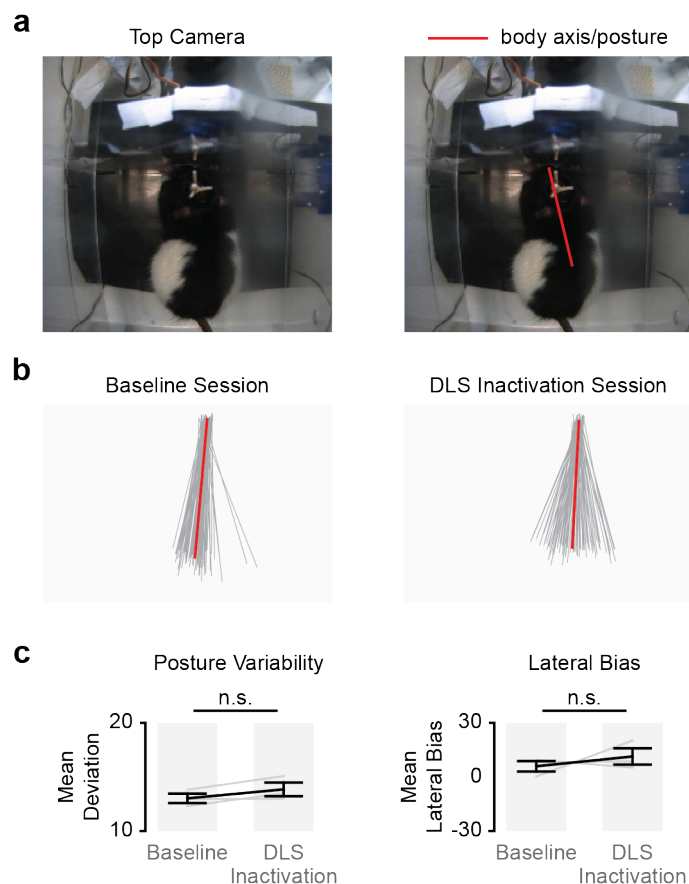 a
Top Camera
body axis/posture
b
Baseline Session
DLS Inactivation Session
c
Posture Variability
Lateral Bias
n.s.
n.s.
20
10
Mean
Deviation
Baseline
DLS
Inactivation
30
0
-30
Mean
Lateral Bias
Baseline
DLS
Inactivation